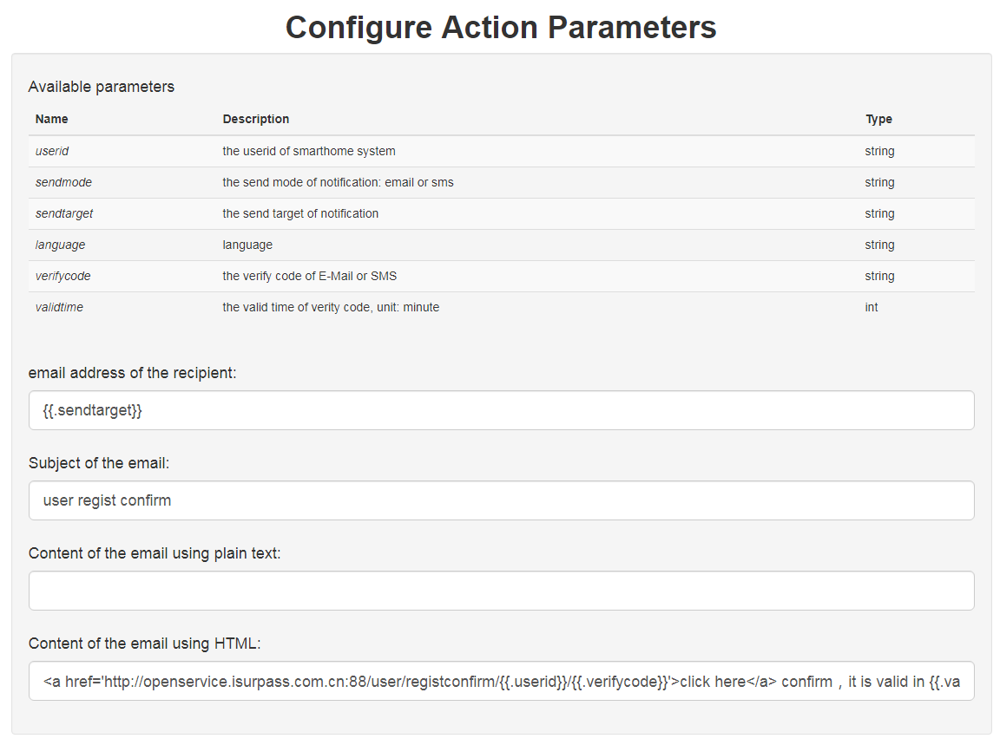 Configure Action Parameters
Available parameters
Name Description Type
userid the userid of smarthome system string
sendmode the send mode of notification: email or sms string
sendtarget the send target of notification string
language language string
verifycode the verify code of E-Mail or SMS string
validtime the valid time of verity code, unit: minute int
email address of the recipient:
{{.sendtarget}}
Subject of the email:
user regist confirm
Content of the email using plain text:
Content of the email using HTML:
<a href='http://openservice.isurpass.com.cn:88/user/registconfirm/{{.userid}}/{{.verifycode}}'>click here</a> confirm，it is valid in {{.va